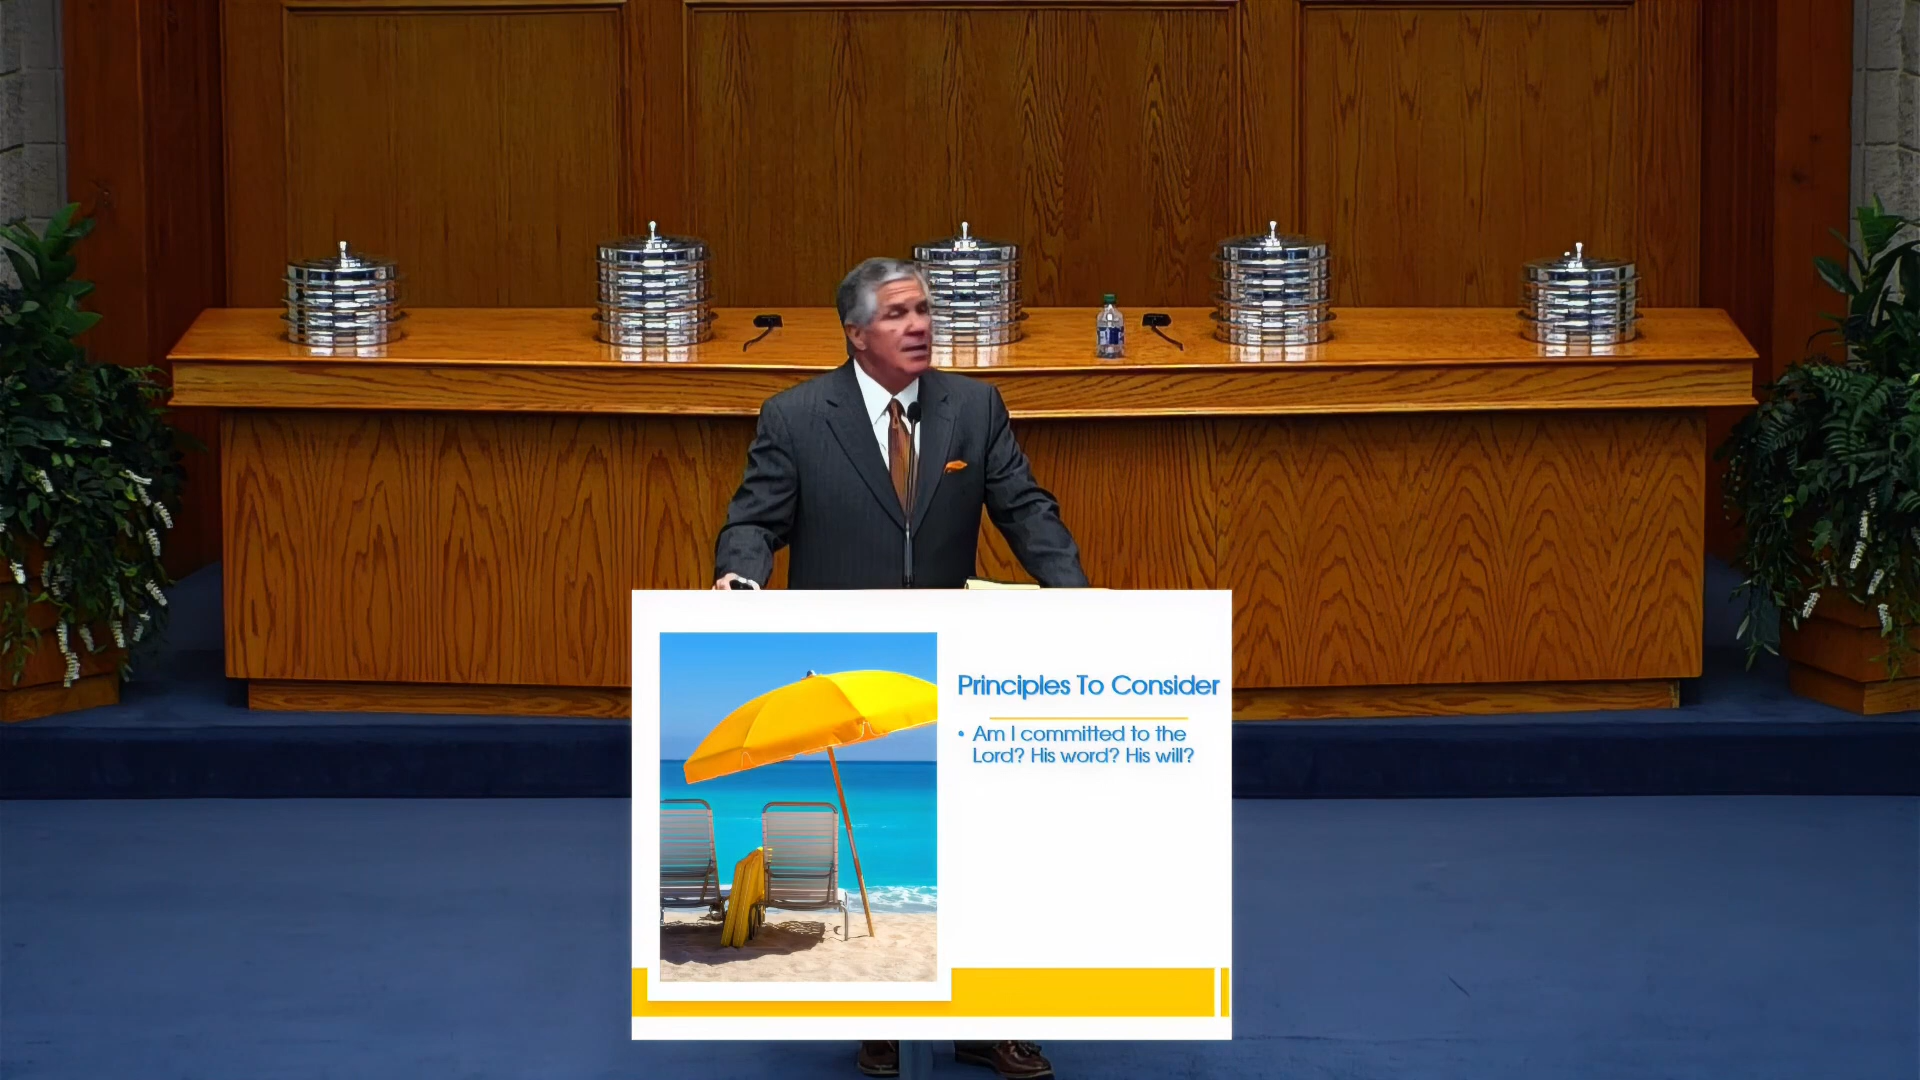 Principles To Consider
• Am I committed to the
Lord? His word? His will?